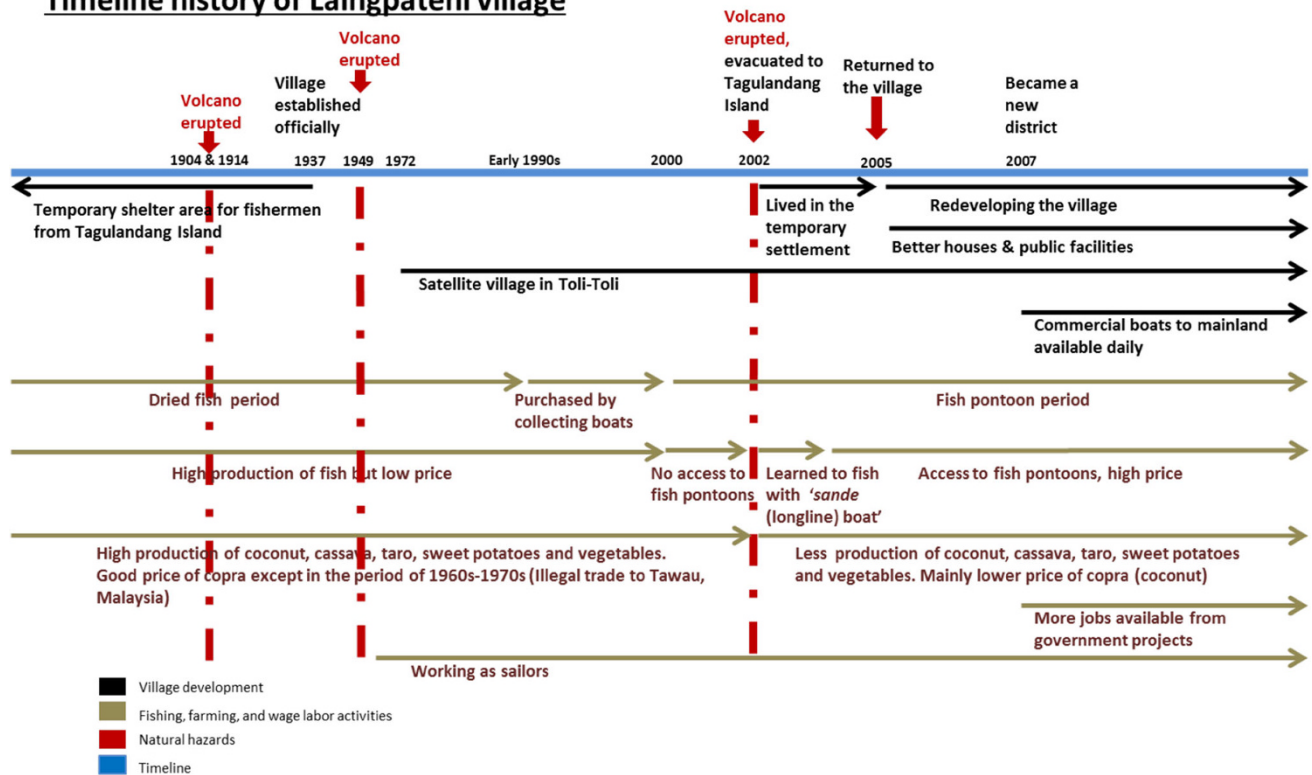 Timeline history of Laingpatehi village
Volcano
erupted
Village
established
officially
Volcano
erupted
Volcano
erupted,
evacuated to
Tagulandang
Island
Returned to
the village
Became a
new
district
1904 & 1914
1937
1949
1972
Early 1990s
2000
2002
2005
2007
Temporary shelter area for fishermen
from Tagulandang Island
Lived in the
temporary
settlement
Redeveloping the village
Better houses & public facilities
Satellite village in Toli-Toli
Commercial boats to mainland
available daily
Dried fish period
Purchased by
collecting boats
Fish pontoon period
High production of fish but low price
No access to
fish pontoons
Learned to fish
with ‘sande
(longline) boat’
Access to fish pontoons, high price
High production of coconut, cassava, taro, sweet potatoes and vegetables.
Good price of copra except in the period of 1960s-1970s (Illegal trade to Tawau,
Malaysia)
Less production of coconut, cassava, taro, sweet potatoes
and vegetables. Mainly lower price of copra (coconut)
More jobs available from
government projects
Working as sailors
Village development
Fishing, farming, and wage labor activities
Natural hazards
Timeline